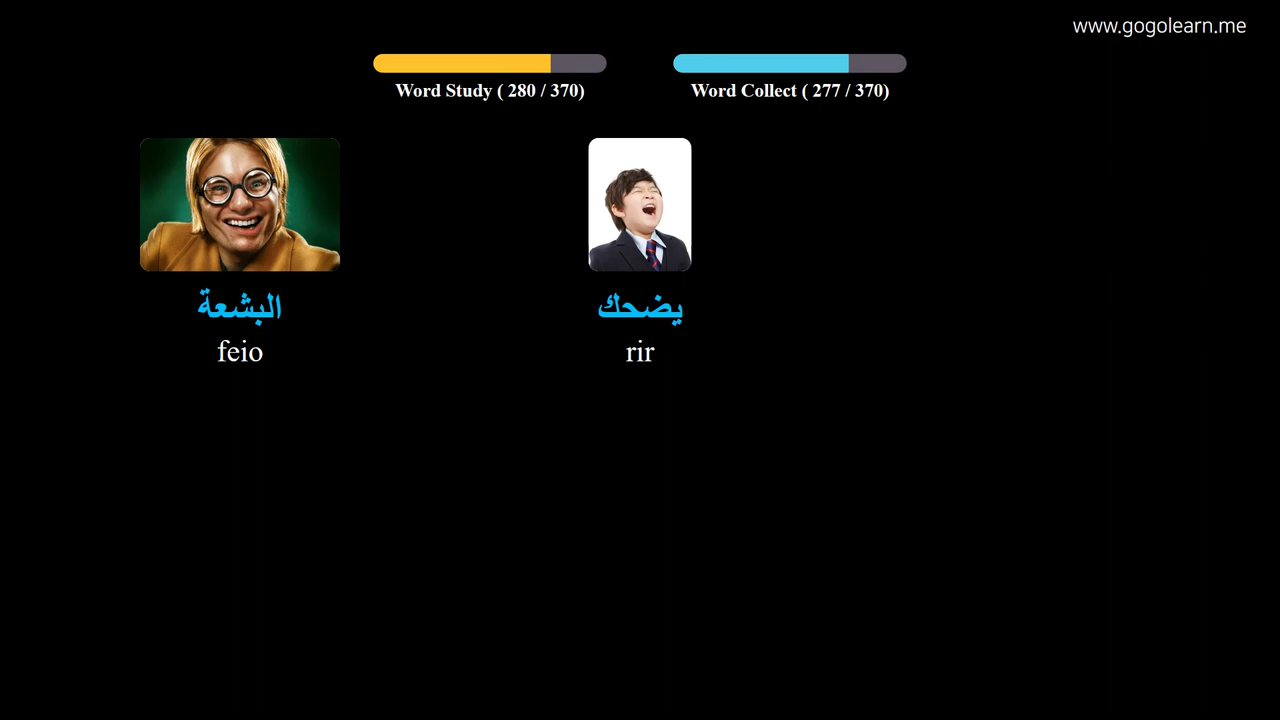 www.gogolearn.me
Word Study ( 280 / 370)
Word Collect ( 277 / 370)
البشعة
feio
يضحك
rir